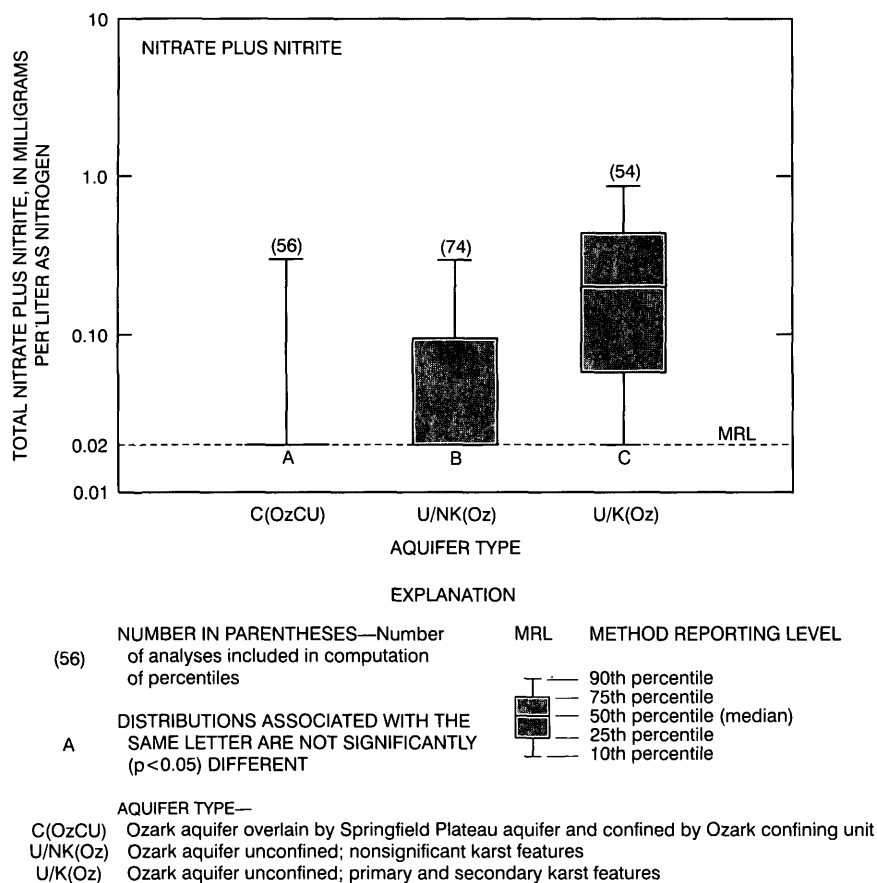 10
NITRATE PLUS NITRITE
TOTAL NITRATE PLUS NITRITE, IN MILLIGRAMS
PER LITER AS NITROGEN
1.0
(54)
(56)
(74)
0.10
MRL
0.02
A
B
C
0.01
C(OzCU)
U/NK(Oz)
U/K(Oz)
AQUIFER TYPE
EXPLANATION
(56)
NUMBER IN PARENTHESES—Number
of analyses included in computation
of percentiles
A
DISTRIBUTIONS ASSOCIATED WITH THE
SAME LETTER ARE NOT SIGNIFICANTLY
(p<0.05) DIFFERENT
MRL METHOD REPORTING LEVEL
90th percentile
75th percentile
50th percentile (median)
25th percentile
10th percentile
AQUIFER TYPE—
C(OzCU) Ozark aquifer overlain by Springfield Plateau aquifer and confined by Ozark confining unit
U/NK(Oz) Ozark aquifer unconfined; nonsignificant karst features
U/K(Oz) Ozark aquifer unconfined; primary and secondary karst features